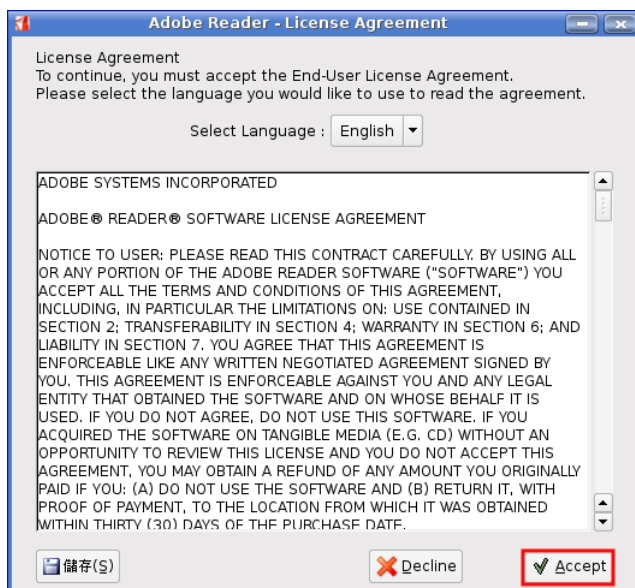 Adobe Reader - License Agreement
License Agreement
To continue, you must accept the End-User License Agreement.
Please select the language you would like to use to read the agreement.
Select Language : English
ADOBE SYSTEMS INCORPORATED
ADOBE® READER® SOFTWARE LICENSE AGREEMENT
NOTICE TO USER: PLEASE READ THIS CONTRACT CAREFULLY. BY USING ALL
OR ANY PORTION OF THE ADOBE READER SOFTWARE ("SOFTWARE") YOU
ACCEPT ALL THE TERMS AND CONDITIONS OF THIS AGREEMENT,
INCLUDING, IN PARTICULAR THE LIMITATIONS ON: USE CONTAINED IN
SECTION 2; TRANSFERABILITY IN SECTION 4; WARRANTY IN SECTION 6; AND
LIABILITY IN SECTION 7. YOU AGREE THAT THIS AGREEMENT IS
ENFORCEABLE LIKE ANY WRITTEN NEGOTIATED AGREEMENT SIGNED BY
YOU. THIS AGREEMENT IS ENFORCEABLE AGAINST YOU AND ANY LEGAL
ENTITY THAT OBTAINED THE SOFTWARE AND ON WHOSE BEHALF IT IS
USED. IF YOU DO NOT AGREE, DO NOT USE THIS SOFTWARE. IF YOU
ACQUIRED THE SOFTWARE ON TANGIBLE MEDIA (E.G. CD) WITHOUT AN
OPPORTUNITY TO REVIEW THIS LICENSE AND YOU DO NOT ACCEPT THIS
AGREEMENT, YOU MAY OBTAIN A REFUND OF ANY AMOUNT YOU ORIGINALLY
PAID IF YOU: (A) DO NOT USE THE SOFTWARE AND (B) RETURN IT, WITH
PROOF OF PAYMENT, TO THE LOCATION FROM WHICH IT WAS OBTAINED
WITHIN THIRTY (30) DAYS OF THE PURCHASE DATE.
儲存(S) Decline Accept